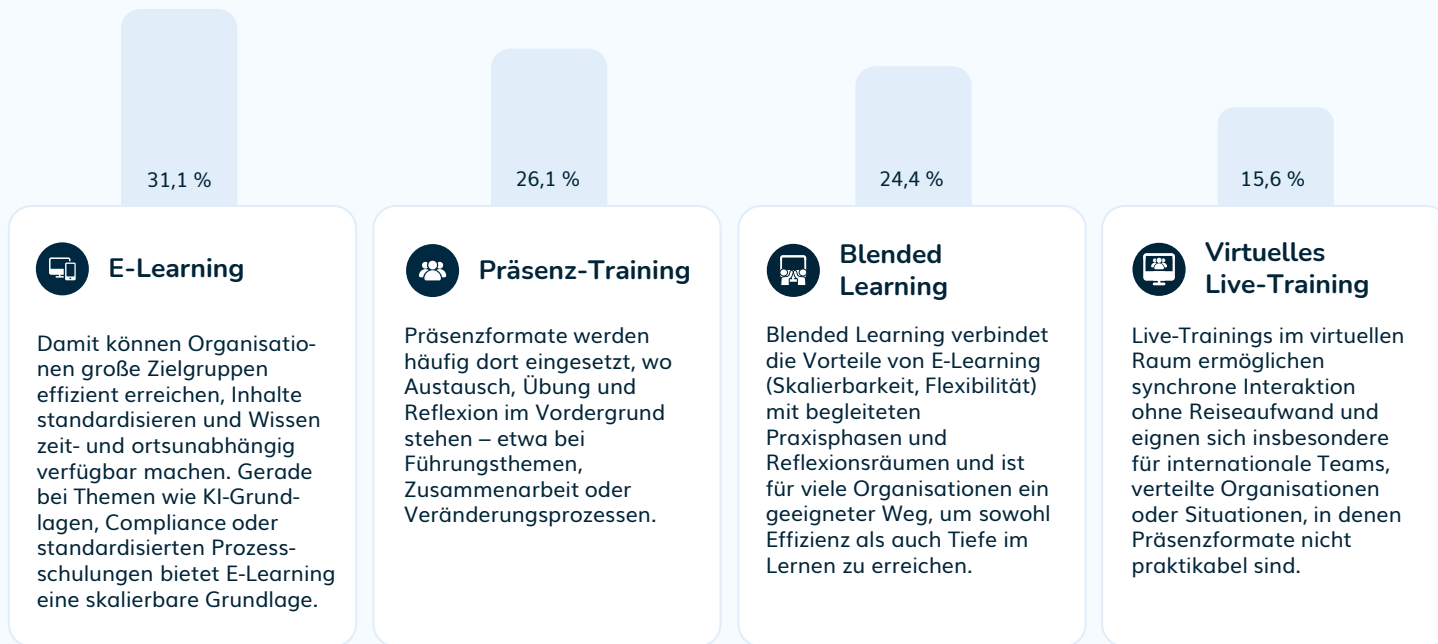 31,1 %
E-Learning
Damit können Organisatio-
nen große Zielgruppen
effizient erreichen, Inhalte
standardisieren und Wissen
zeit- und ortsunabhängig
verfügbar machen. Gerade
bei Themen wie KI-Grund-
lagen, Compliance oder
standardisierten Prozess-
schulungen bietet E-Learning
eine skalierbare Grundlage.
26,1 %
Präsenz-Training
Präsenzformate werden
häufig dort eingesetzt, wo
Austausch, Übung und
Reflexion im Vordergrund
stehen – etwa bei
Führungsthemen,
Zusammenarbeit oder
Veränderungsprozessen.
24,4 %
Blended
Learning
Blended Learning verbindet
die Vorteile von E-Learning
(Skalierbarkeit, Flexibilität)
mit begleiteten
Praxisphasen und
Reflexionsräumen und ist
für viele Organisationen ein
geeigneter Weg, um sowohl
Effizienz als auch Tiefe im
Lernen zu erreichen.
15,6 %
Virtuelles
Live-Training
Live-Trainings im virtuellen
Raum ermöglichen
synchrone Interaktion
ohne Reiseaufwand und
eignen sich insbesondere
für internationale Teams,
verteilte Organisationen
oder Situationen, in denen
Präsenzformate nicht
praktikabel sind.